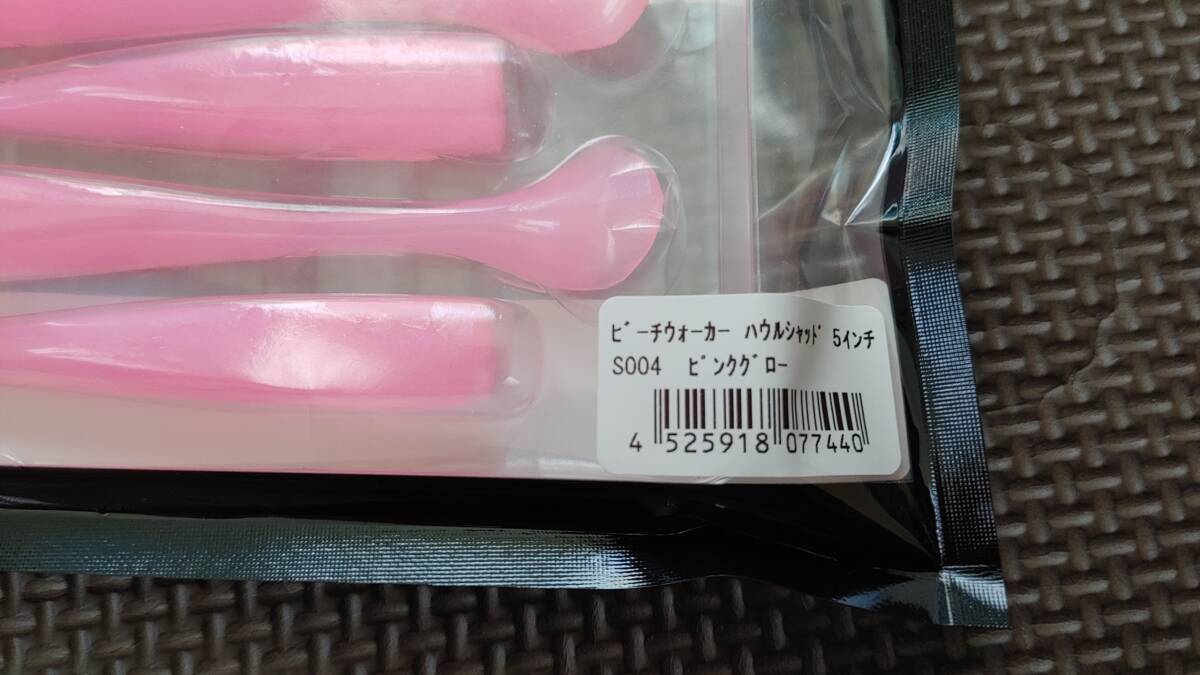 ﾋﾞｰﾁｳｫｰｶｰ ﾊｳﾙｼｬｯﾄﾞ 5ｲﾝﾁ
S004 ﾋﾟﾝｸｸﾞﾛｰ
4 525918 077440